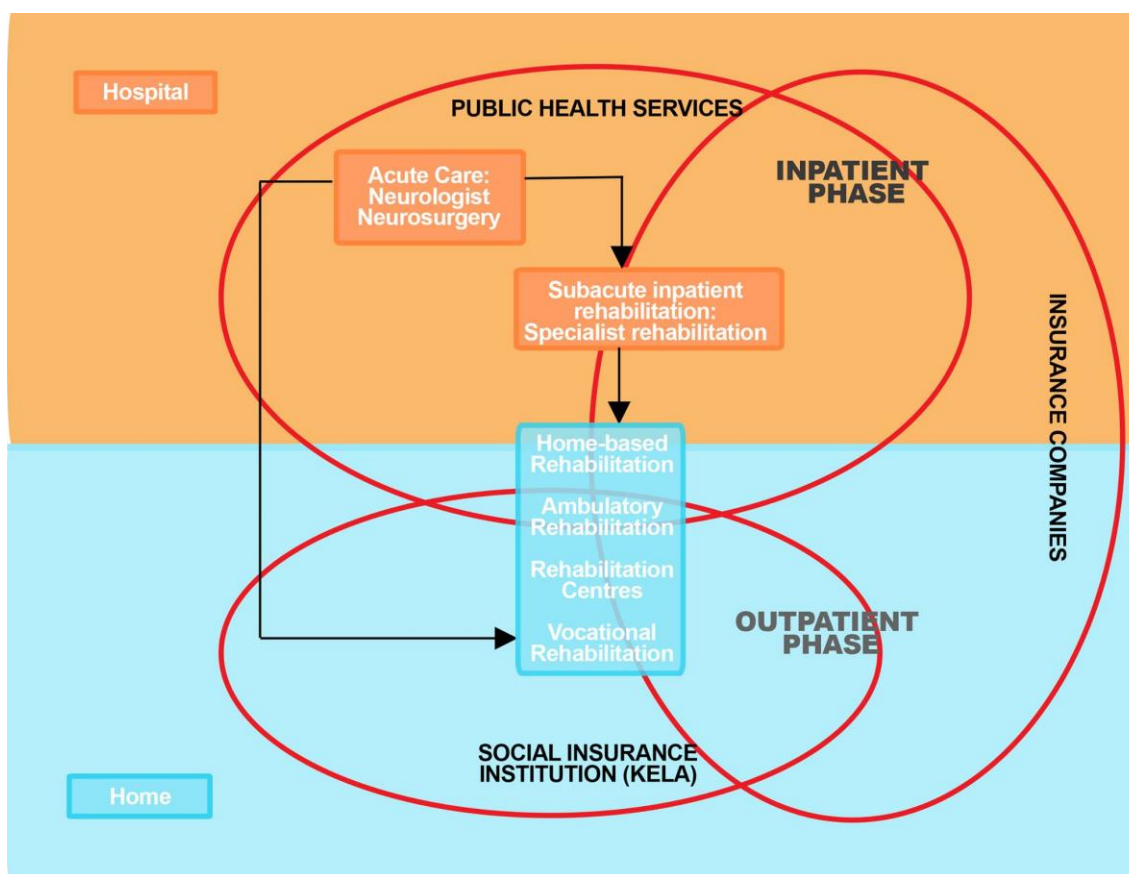 Hospital
PUBLIC HEALTH SERVICES
Acute Care:
Neurologist
Neurosurgery
INPATIENT
PHASE
Subacute inpatient
rehabilitation:
Specialist rehabilitation
INSURANCE COMPANIES
Home-based
Rehabilitation
Ambulatory
Rehabilitation
Rehabilitation
Centres
Vocational
Rehabilitation
OUTPATIENT
PHASE
SOCIAL INSURANCE
INSTITUTION (KELA)
Home